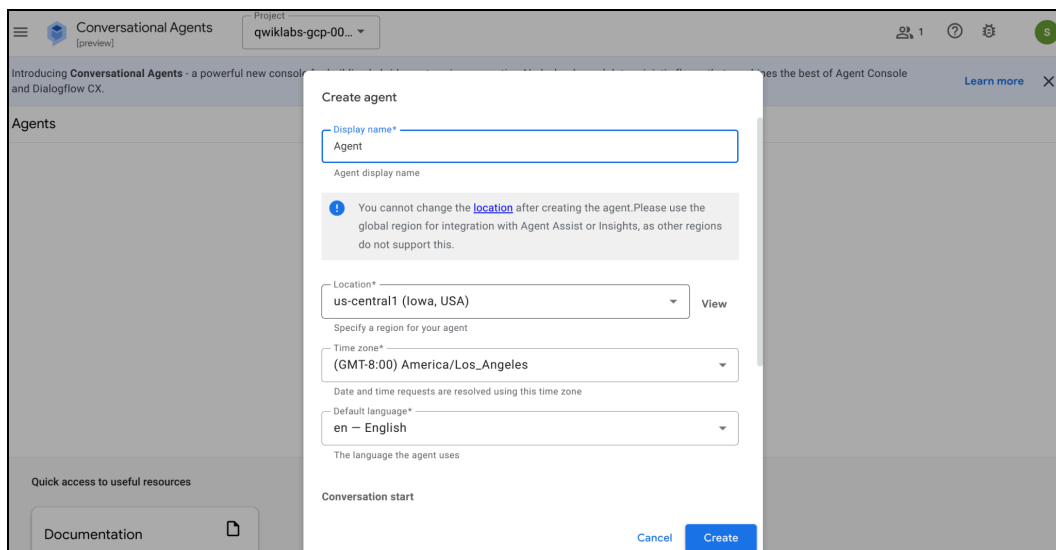 Conversational Agents
[preview]
Project
qwiklabs-gcp-00...
1
S
Introducing Conversational Agents - a powerful new console
ines the best of Agent Console
and Dialogflow CX.
Learn more
Agents
Create agent
Display name*
Agent
Agent display name
You cannot change the location after creating the agent.Please use the
global region for integration with Agent Assist or Insights, as other regions
do not support this.
Location*
us-central1 (Iowa, USA)
View
Specify a region for your agent
Time zone*
(GMT-8:00) America/Los_Angeles
Date and time requests are resolved using this time zone
Default language*
en — English
The language the agent uses
Conversation start
Quick access to useful resources
Documentation
Cancel
Create